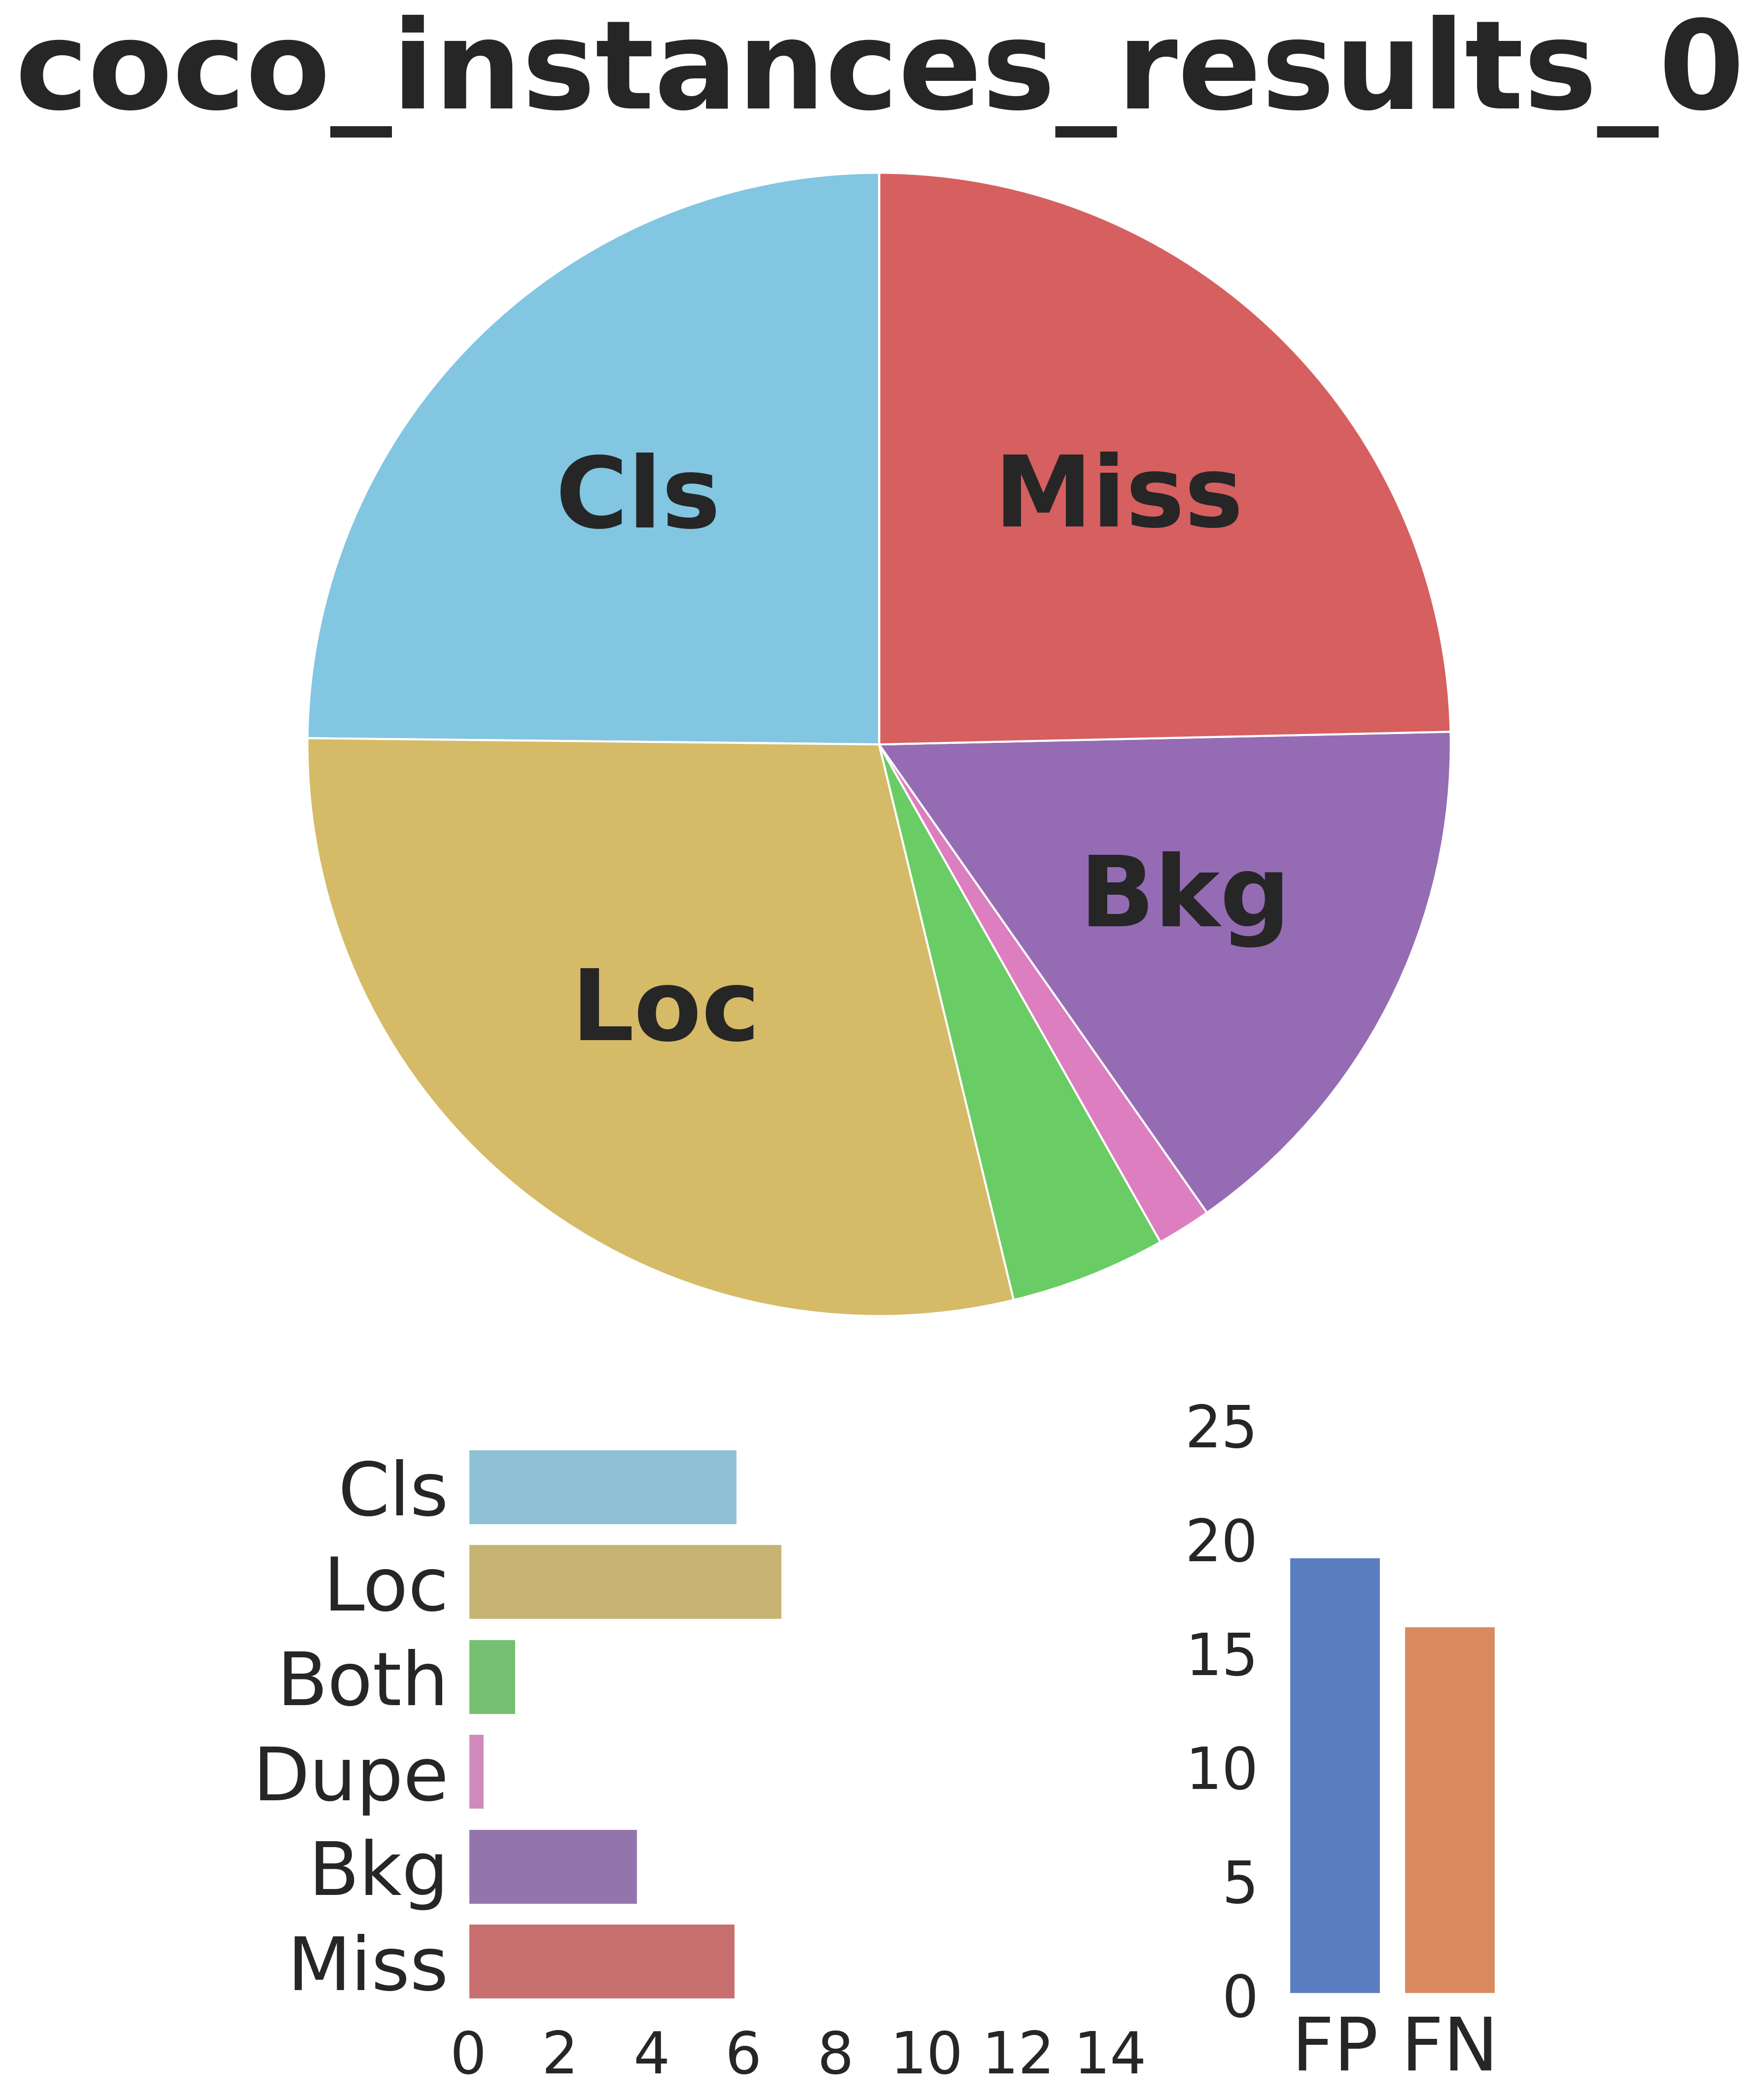 coco_instances_results_0
Cls
Miss
Bkg
Loc
Cls
Loc
Both
Dupe
Bkg
Miss
0 2 4 6 8 10 12 14
25
20
15
10
5
0
FP FN